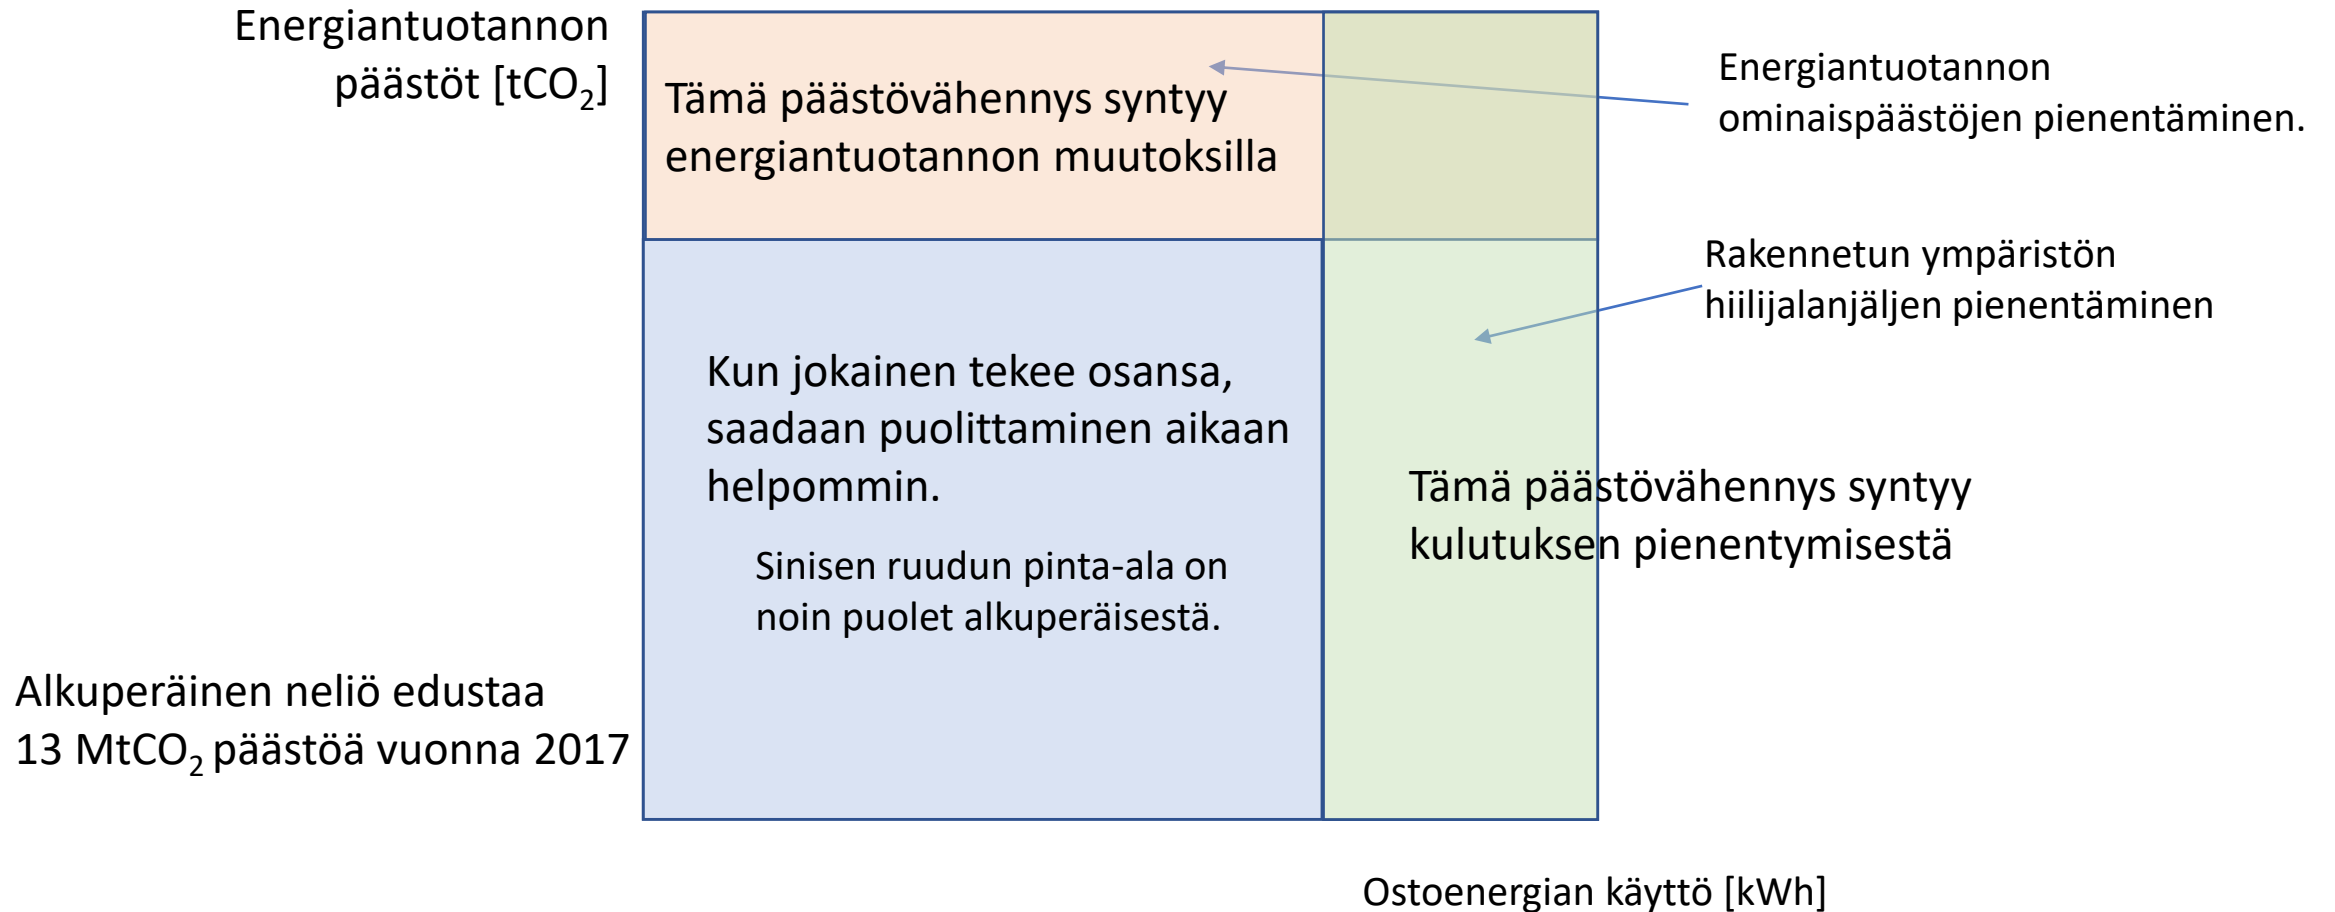 Energiantuotannon
päästöt [tCO₂]
Tämä päästövähennys syntyy
energiantuotannon muutoksilla
Energiantuotannon
ominaispäästöjen pienentäminen.
Rakennetun ympäristön
hiilijalanjäljen pienentäminen
Kun jokainen tekee osansa,
saadaan puolittaminen aikaan
helpommin.
Sinisen ruudun pinta-ala on
noin puolet alkuperäisestä.
Tämä päästövähennys syntyy
kulutuksen pienentymisestä
Alkuperäinen neliö edustaa
13 MtCO₂ päästöä vuonna 2017
Ostoenergian käyttö [kWh]